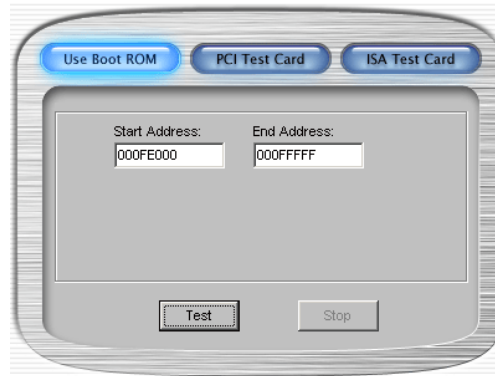 Use Boot ROM PCI Test Card ISA Test Card
Start Address: End Address:
000FE000 000FFFFF
Test Stop